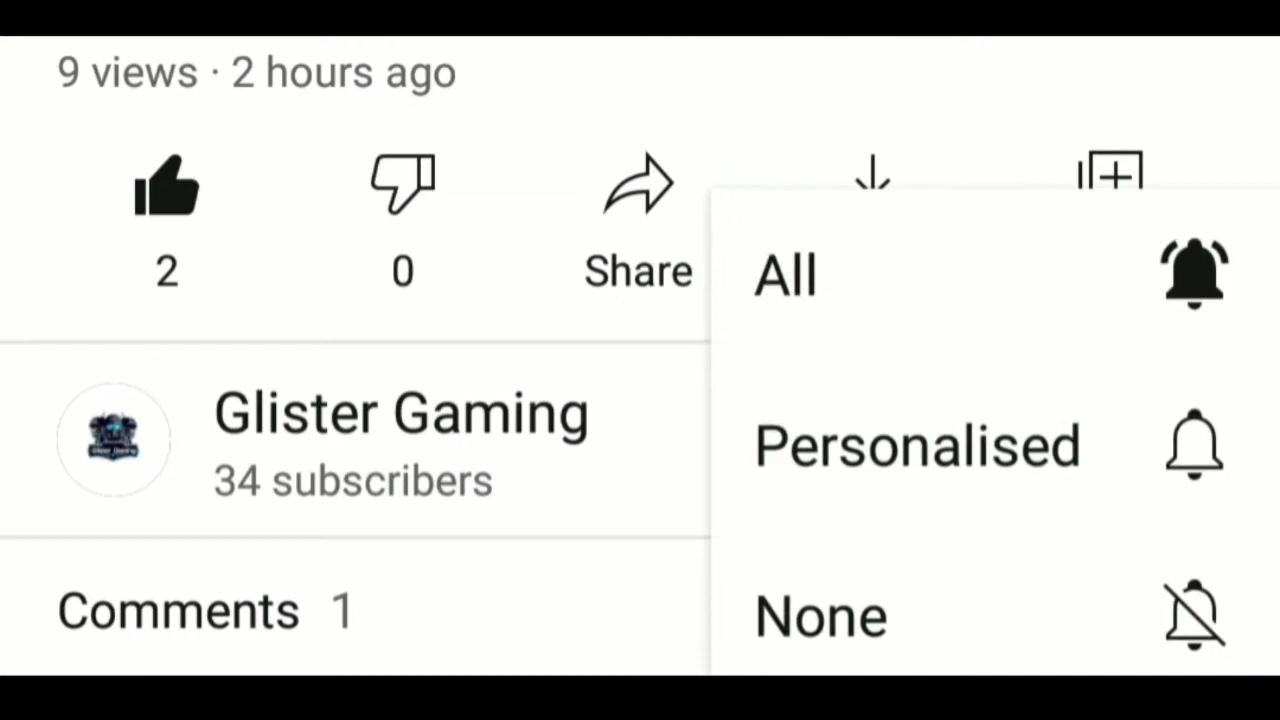 9 views · 2 hours ago
2
0
Share
All
Glister Gaming
34 subscribers
Personalised
Comments 1
None